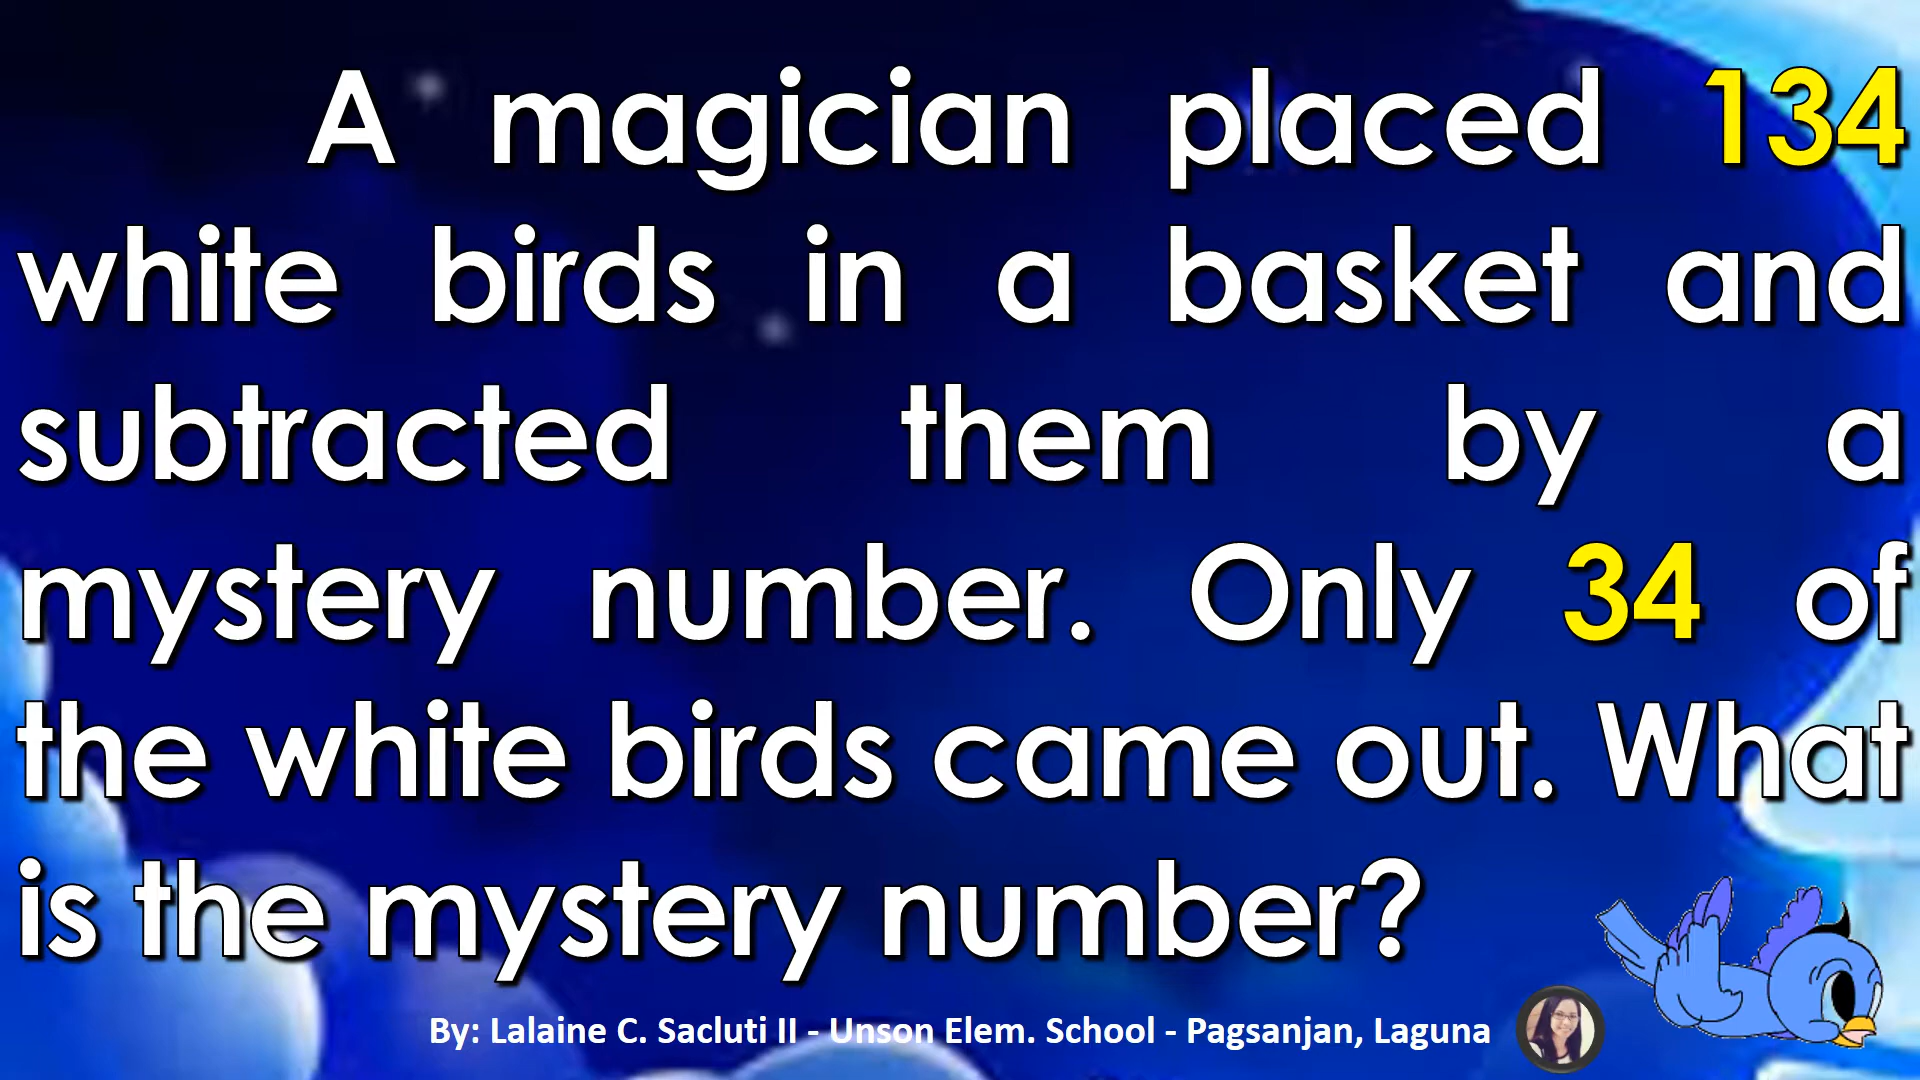 A magician placed 134
white birds in a basket and
subtracted them by a
mystery number. Only 34 of
the white birds came out. What
is the mystery number?
By: Lalaine C. Sacluti II - Unson Elem. School - Pagsanjan, Laguna